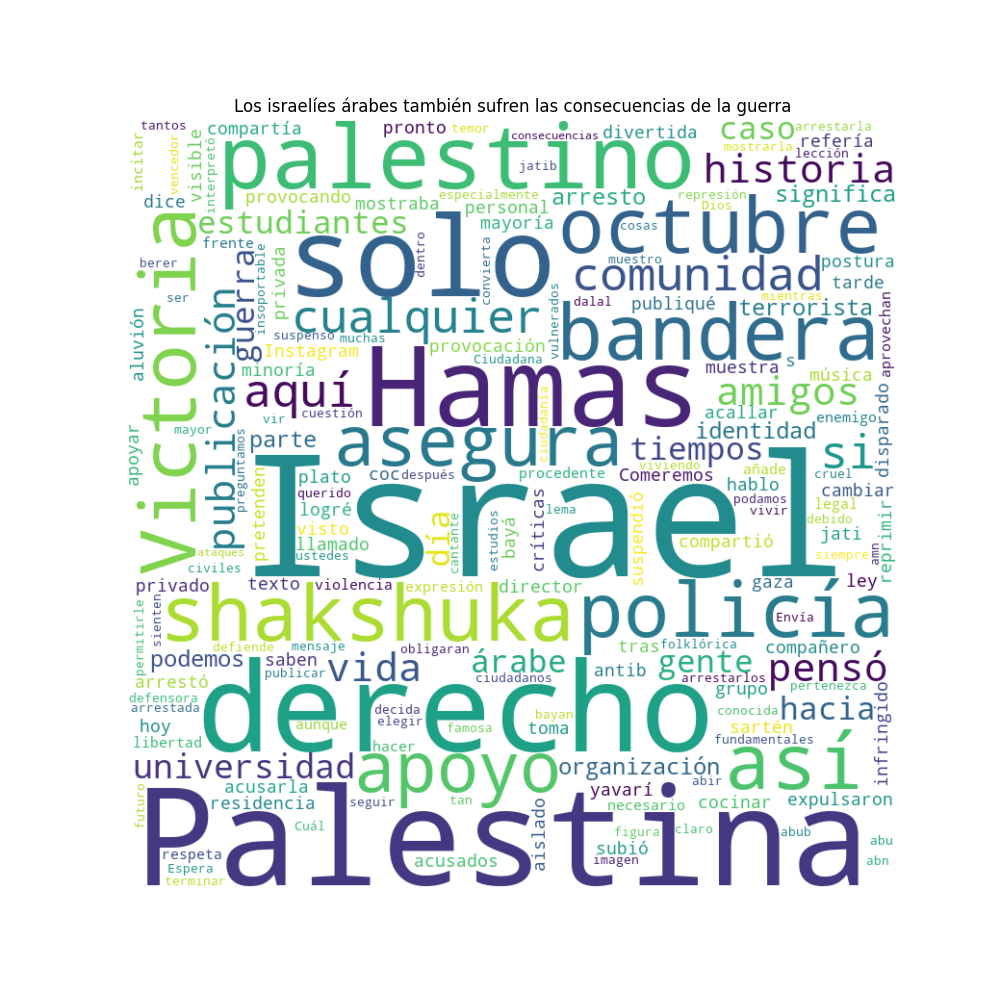 Los israelíes árabes también sufren las consecuencias de la guerra
tantos
compartía
pronto
temor
consecuencias
divertida
caso
arrestarla
incitar
vencedor
visible
interpretó
palestino
jatib
mostrarla
refería
lección
historia
dice
provocando
mostraba
especialmente
personal
arresto
represión
Dios
significa
estudiantes
mayoría
octubre
cosas
frente
solo
dentro
convierta
comunidad
muestro
postura
berer
insoportable
privada
guerra
Victoria
ser
publicación
cualquier
vulnerados
dalal
publiqué
mientras
tarde
terrorista
aprovechan
aluvión
suspenso
muchas
provocación
bandera
Instagram
Ciudadana
minoría
muestra
s
música
aquí
Hamas
ciudadanía
amigos
apoyar
mayor
vir
cuestión
acallar
enemigo
disparado
preguntamos
parte
asegura
tiempos
identidad
si
pretenden
plato
coc
después
procedente
Comeremos
viviendo
añade
cruel
querido
hablo
podamos
cambiar
logré
Israel
lema
vivir
legal
visto
día
cantante
estudios
bayá
críticas
suspendió
debido
reprimir
llamado
compartió
jati
ataques
ustedes
siempre
amn
civiles
privado
texto
violencia
expresión
director
gaza
ley
sienten
permitirle
shakshuka
policía
Envía
defiende
mensaje
obligaran
tras
folklórica
compañero
podemos
saben
vida
árabe
antib
gente
pensó
defensora
arrestó
publicar
ciudadanos
arrestarlos
grupo
pertenezca
arrestada
derecho
decida
elegir
bayan
toma
conocida
hacia
infringido
hoy
aunque
famosa
sartén
libertad
hacer
fundamentales
universidad
apoyo
organización
abir
así
acusarla
yavarí
futuro
residencia
seguir
tan
necesario
cocinar
expulsaron
Palestina
Cuál
aislado
figura
claro
abub
abu
respeta
subió
Espera
acusados
imagen
abn
terminar